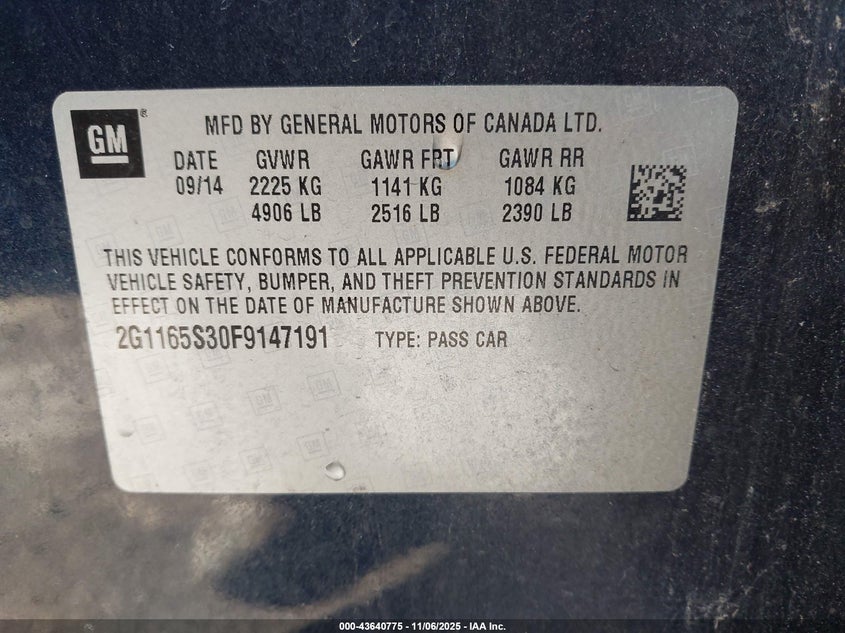 GM
MFD BY GENERAL MOTORS OF CANADA LTD.
DATE GVWR GAWR FRT GAWR RR
09/14 2225 KG 1141 KG 1084 KG
4906 LB 2516 LB 2390 LB
THIS VEHICLE CONFORMS TO ALL APPLICABLE U.S. FEDERAL MOTOR
VEHICLE SAFETY, BUMPER, AND THEFT PREVENTION STANDARDS IN
EFFECT ON THE DATE OF MANUFACTURE SHOWN ABOVE.
2G1165S30F9147191 TYPE: PASS CAR
000-43640775 - 11/06/2025 - IAA Inc.